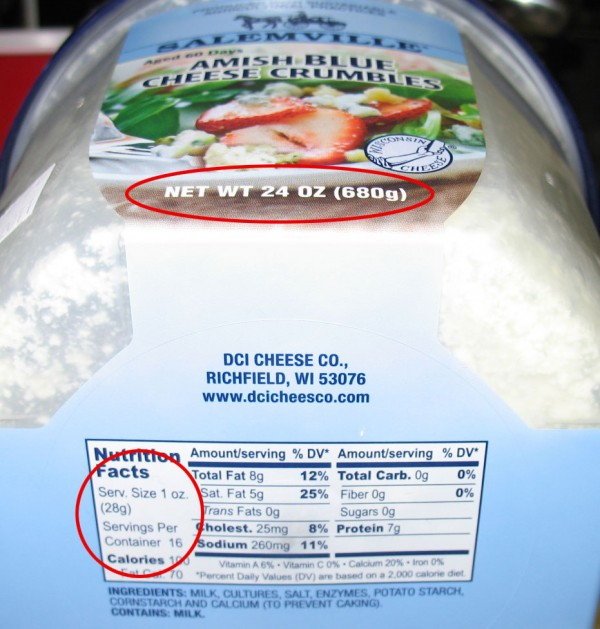 SALEMVILLE
Aged 60 Days
AMISH BLUE
CHEESE CRUMBLES
WISCONSIN
CHEESE
NET WT 24 OZ (680g)
DCI CHEESE CO.,
RICHFIELD, WI 53076
www.dcicheesco.com
Nutrition
Facts
Serv. Size 1 oz.
(28g)
Servings Per
Container 16
Calories 100
Fat Cal. 70
Amount/serving % DV*
Total Fat 8g 12%
Sat. Fat 5g 25%
Trans Fats 0g
Cholest. 25mg 8%
Sodium 260mg 11%
Amount/serving % DV*
Total Carb. 0g 0%
Fiber 0g 0%
Sugars 0g
Protein 7g
Vitamin A 6% • Vitamin C 0% • Calcium 20% • Iron 0%
*Percent Daily Values (DV) are based on a 2,000 calorie diet.
INGREDIENTS: MILK, CULTURES, SALT, ENZYMES, POTATO STARCH,
CORNSTARCH AND CALCIUM (TO PREVENT CAKING).
CONTAINS: MILK.